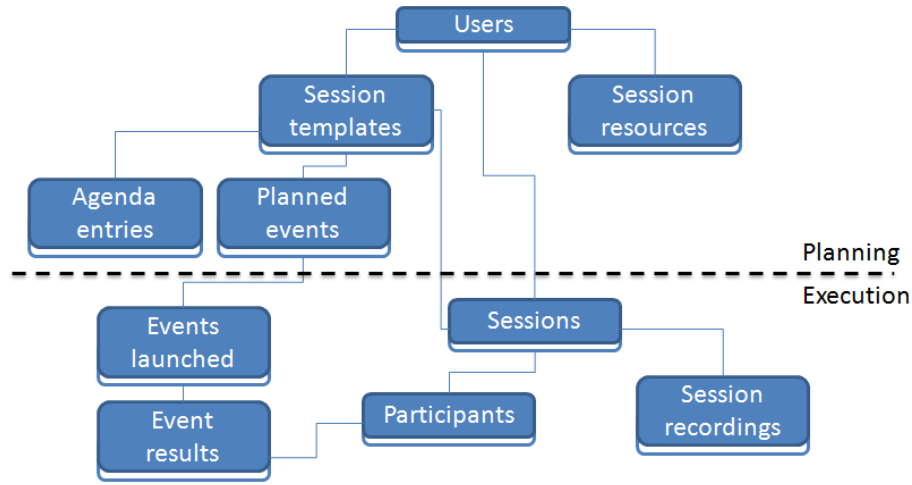 Users
Session
templates
Session
resources
Agenda
entries
Planned
events
Planning
Execution
Events
launched
Sessions
Event
results
Participants
Session
recordings